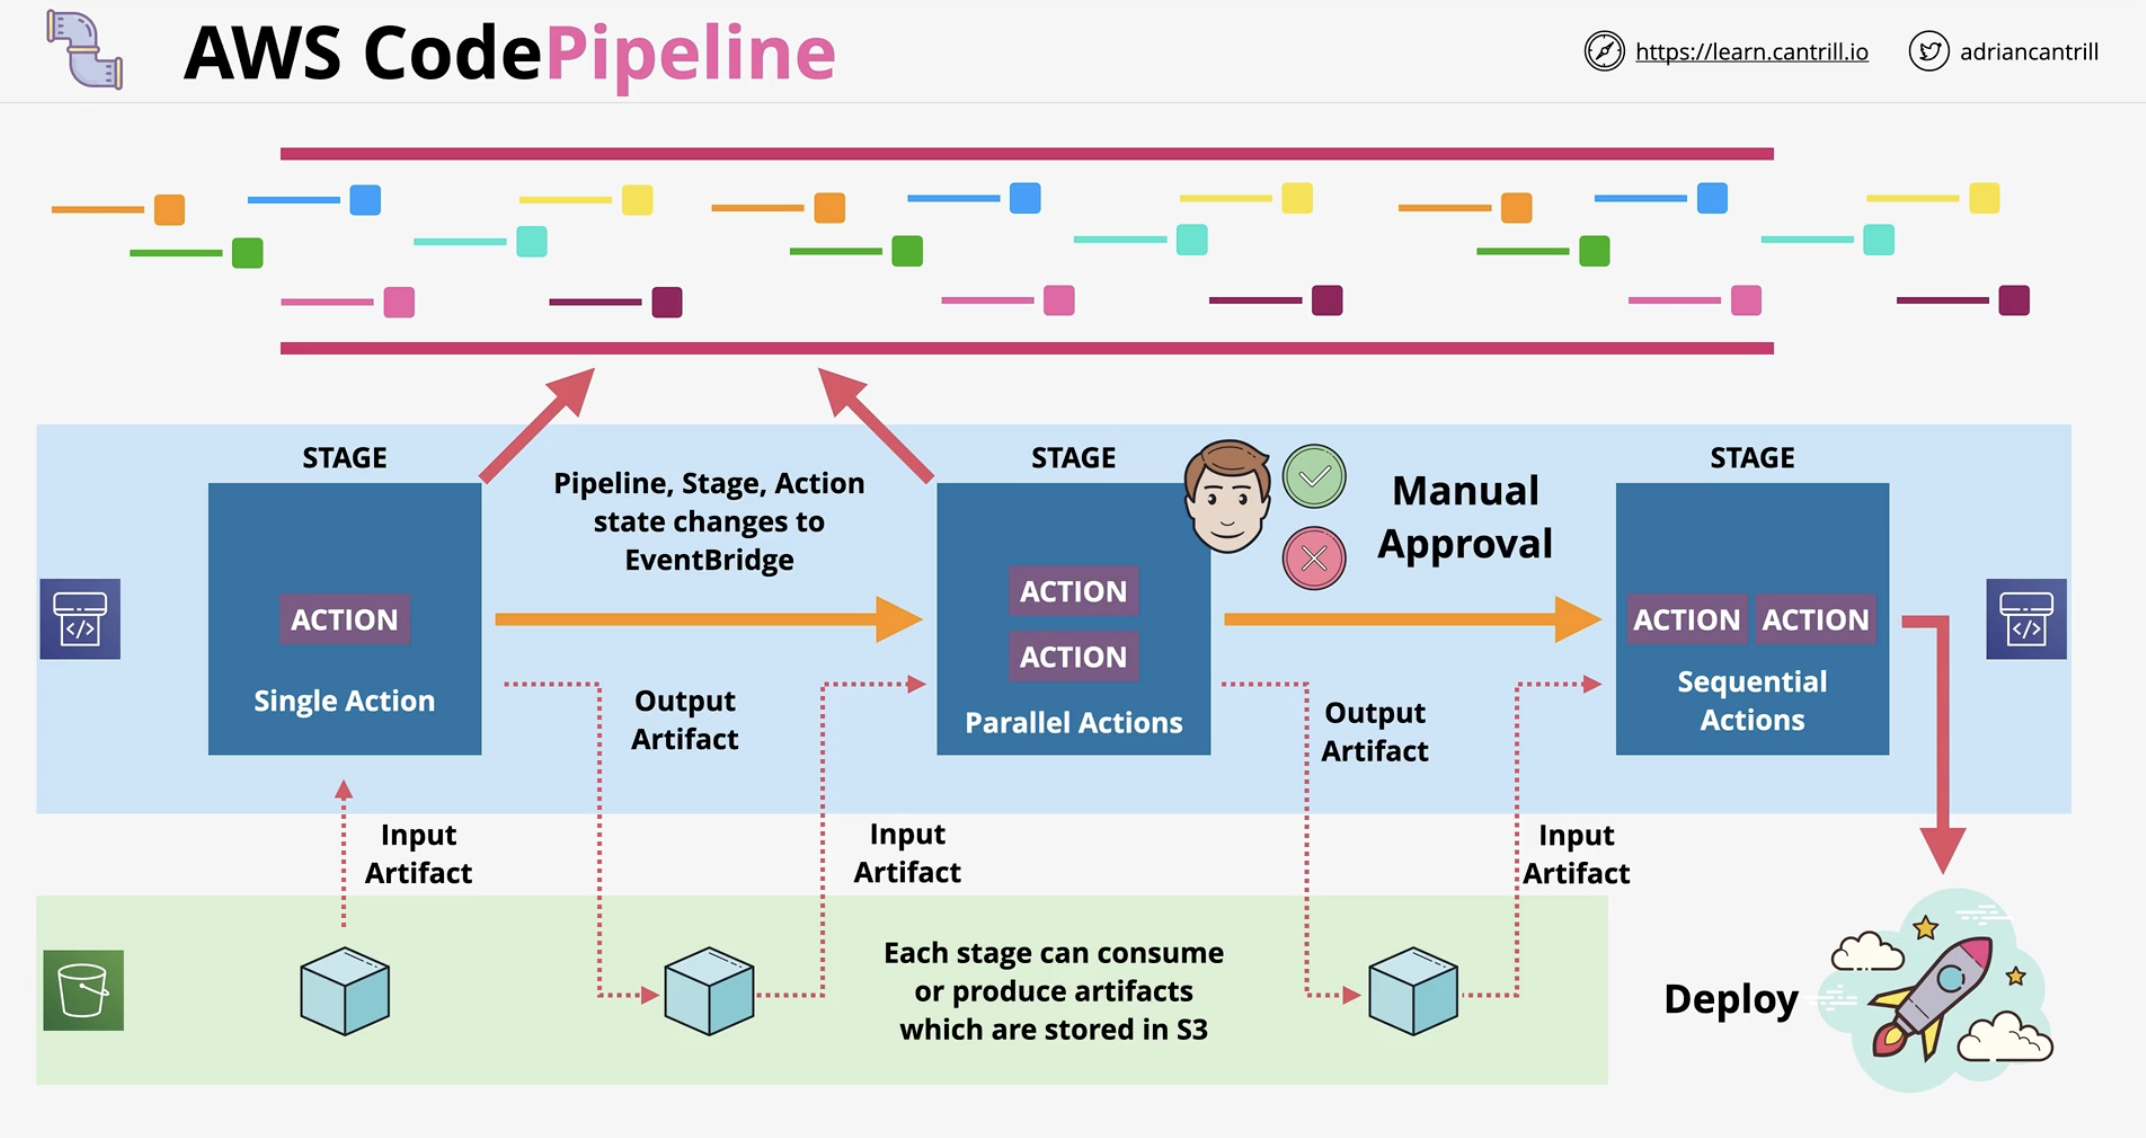 AWS CodePipeline
https://learn.cantrill.io
adriancantrill
STAGE
ACTION
Single Action
Pipeline, Stage, Action
state changes to
EventBridge
STAGE
ACTION
ACTION
Parallel Actions
Manual
Approval
STAGE
ACTION ACTION
Sequential
Actions
Output
Artifact
Output
Artifact
Input
Artifact
Input
Artifact
Input
Artifact
Each stage can consume
or produce artifacts
which are stored in S3
Deploy